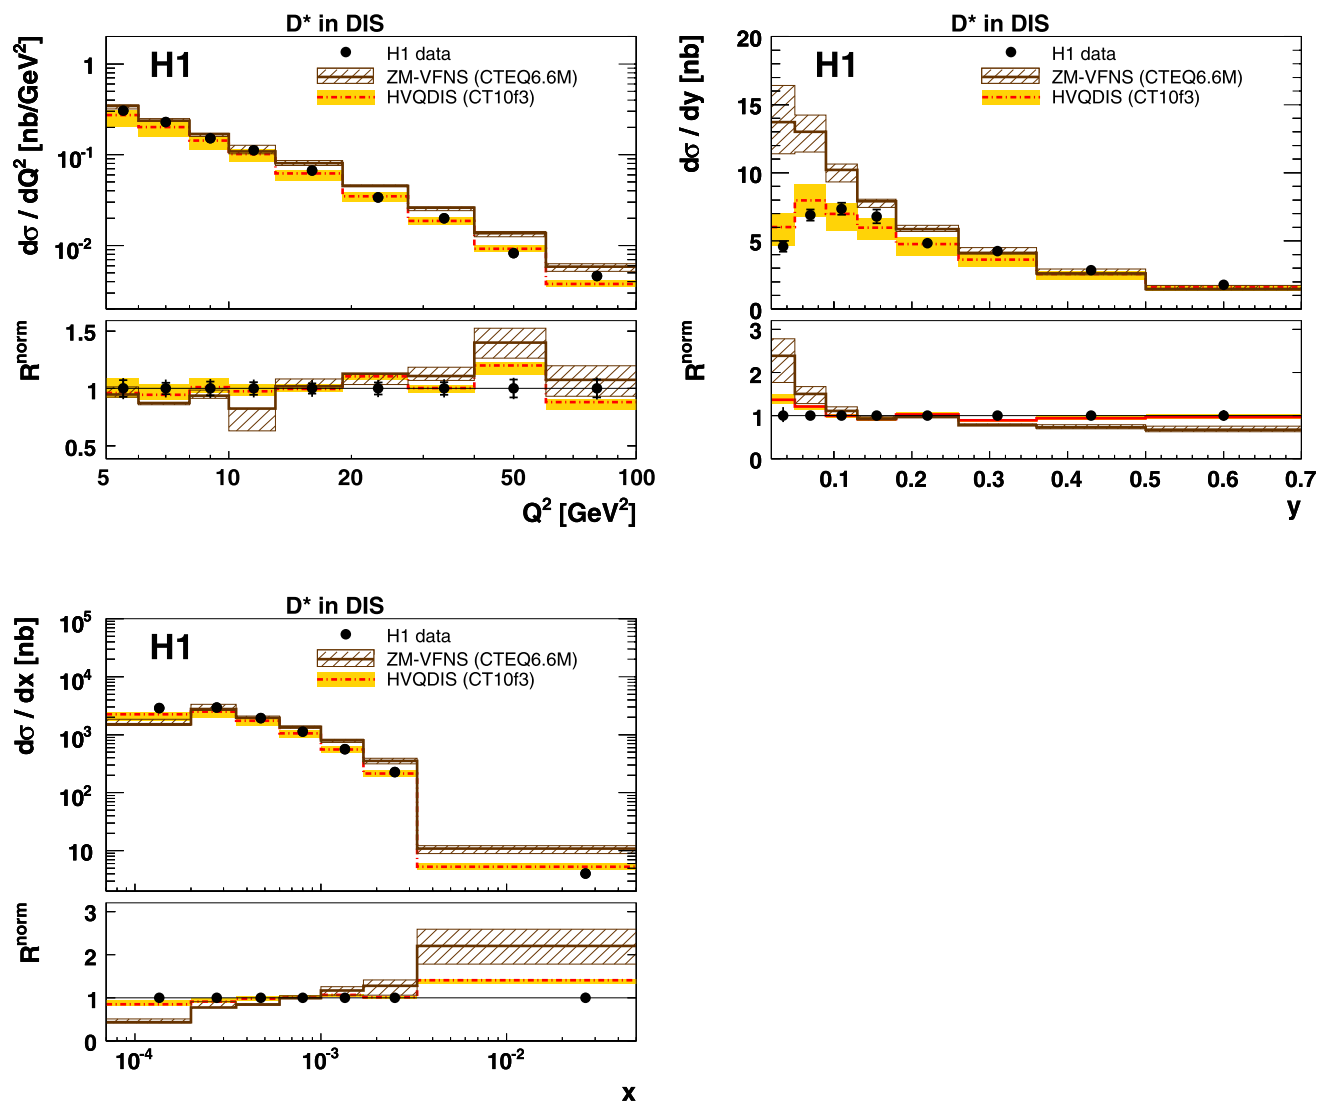 D* in DIS
H1
H1 data
ZM-VFNS (CTEQ6.6M)
HVQDIS (CT10f3)
dσ / dQ² [nb/GeV²]
1
10⁻¹
10⁻²
R^norm
1.5
1
0.5
5 10 20 50 100
Q² [GeV²]
D* in DIS
H1
H1 data
ZM-VFNS (CTEQ6.6M)
HVQDIS (CT10f3)
dσ / dy [nb]
20
15
10
5
0
R^norm
3
2
1
0
0.1 0.2 0.3 0.4 0.5 0.6 0.7
y
D* in DIS
H1
H1 data
ZM-VFNS (CTEQ6.6M)
HVQDIS (CT10f3)
dσ / dx [nb]
10⁵
10⁴
10³
10²
10
R^norm
3
2
1
0
10⁻⁴ 10⁻³ 10⁻²
x